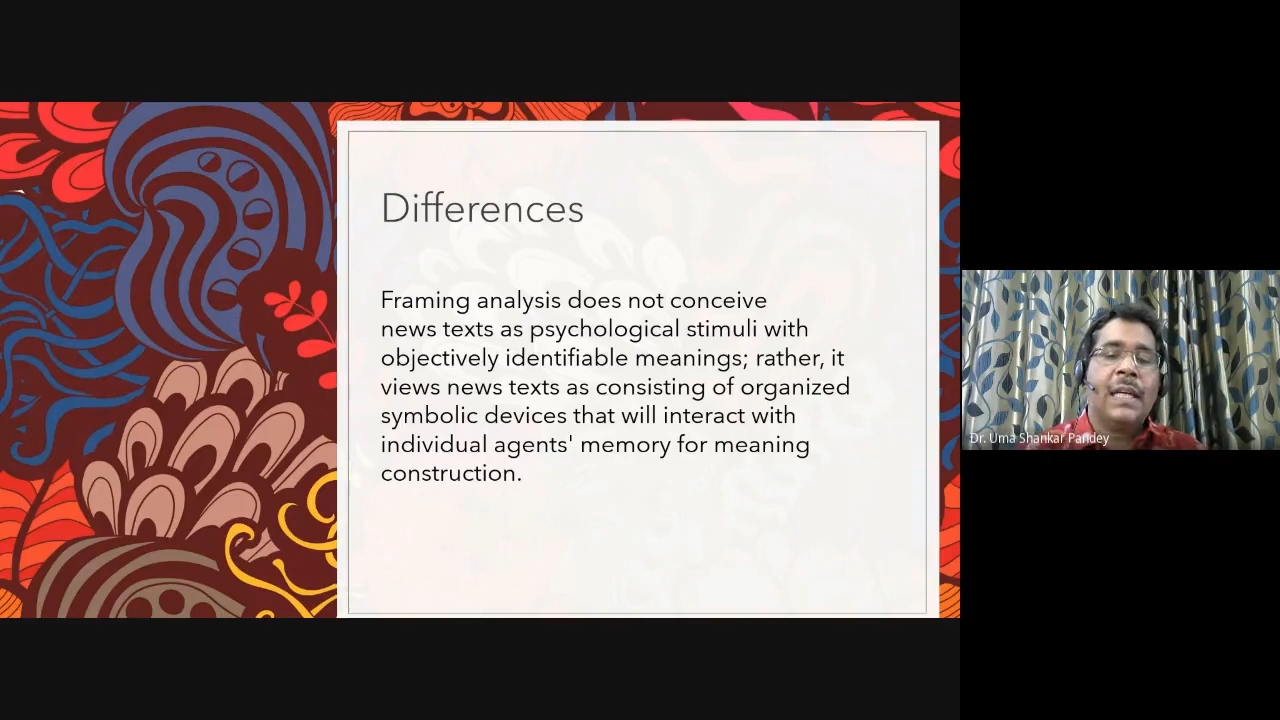 Differences
Framing analysis does not conceive
news texts as psychological stimuli with
objectively identifiable meanings; rather, it
views news texts as consisting of organized
symbolic devices that will interact with
individual agents' memory for meaning
construction.
Dr. Uma Shankar Pandey